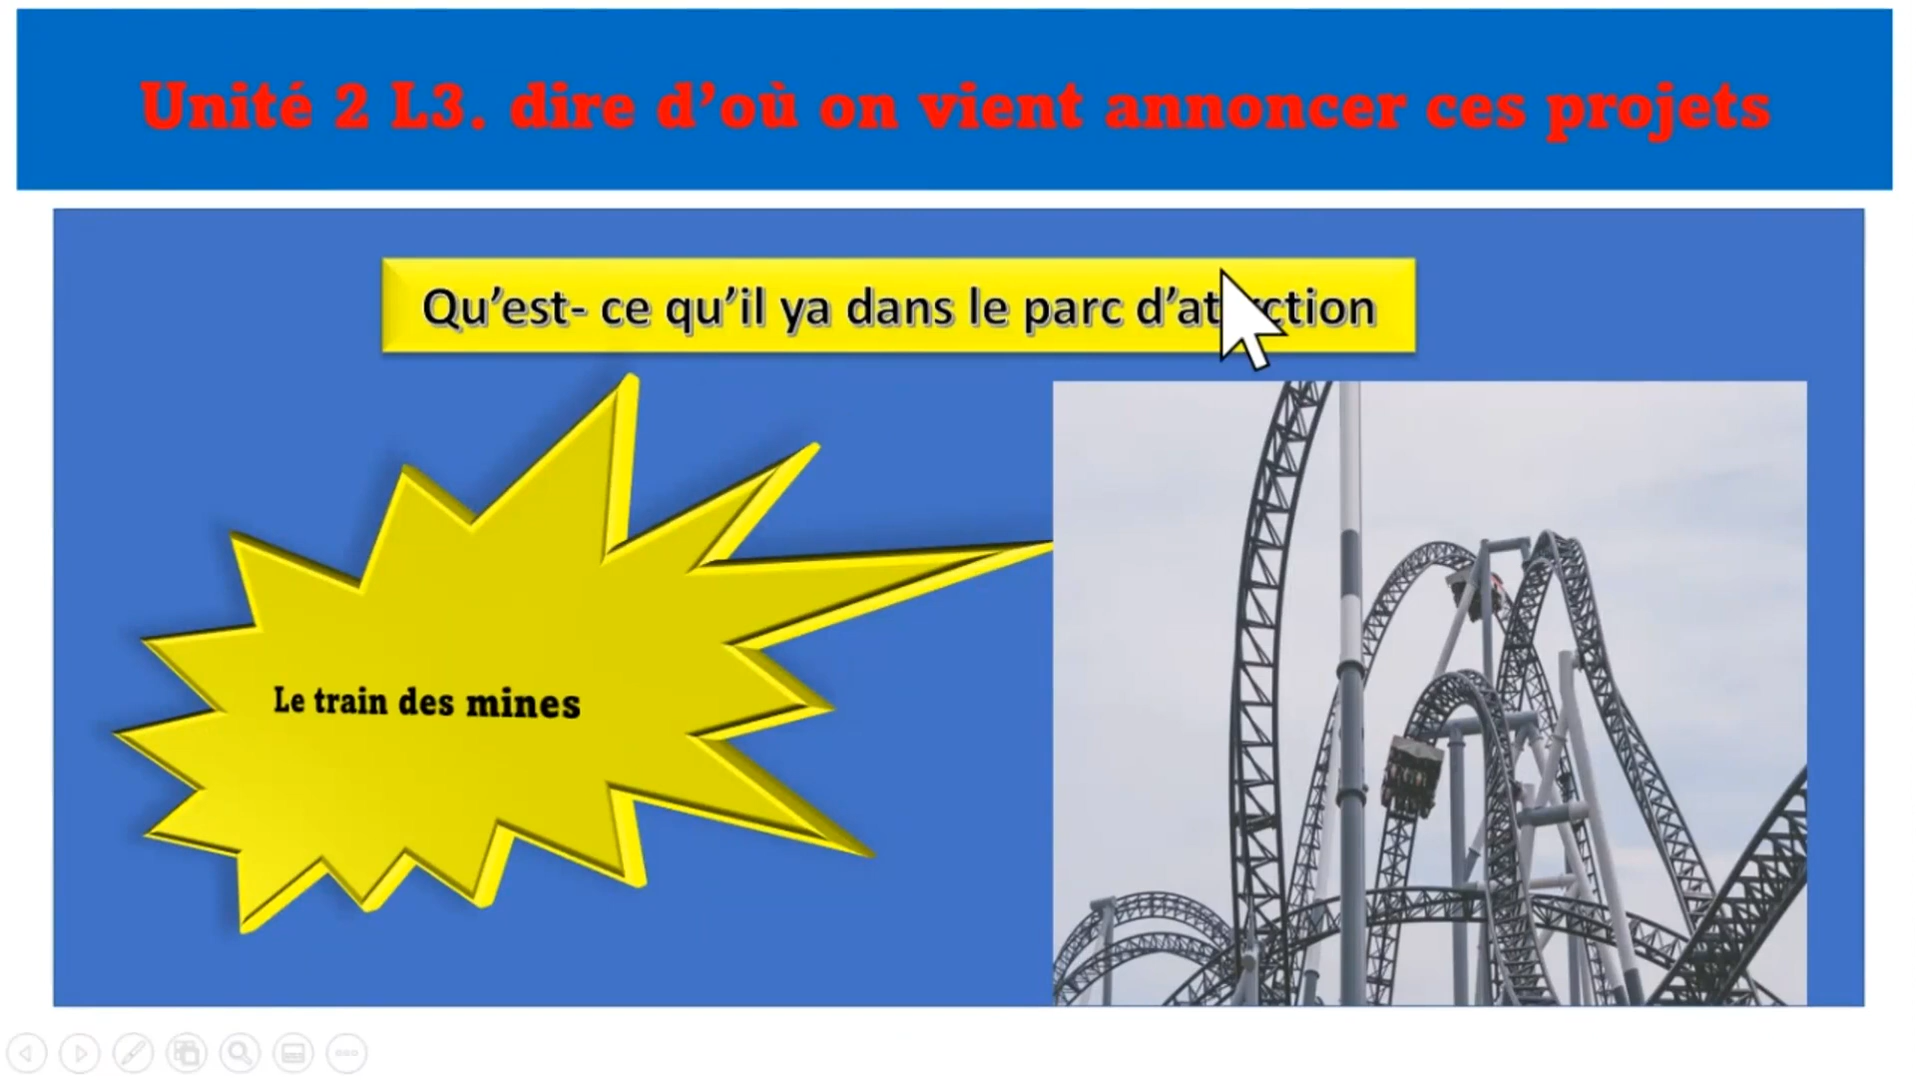 Unité 2 L3. dire d’où on vient annoncer ces projets
Qu’est- ce qu’il ya dans le parc
Le train des mines